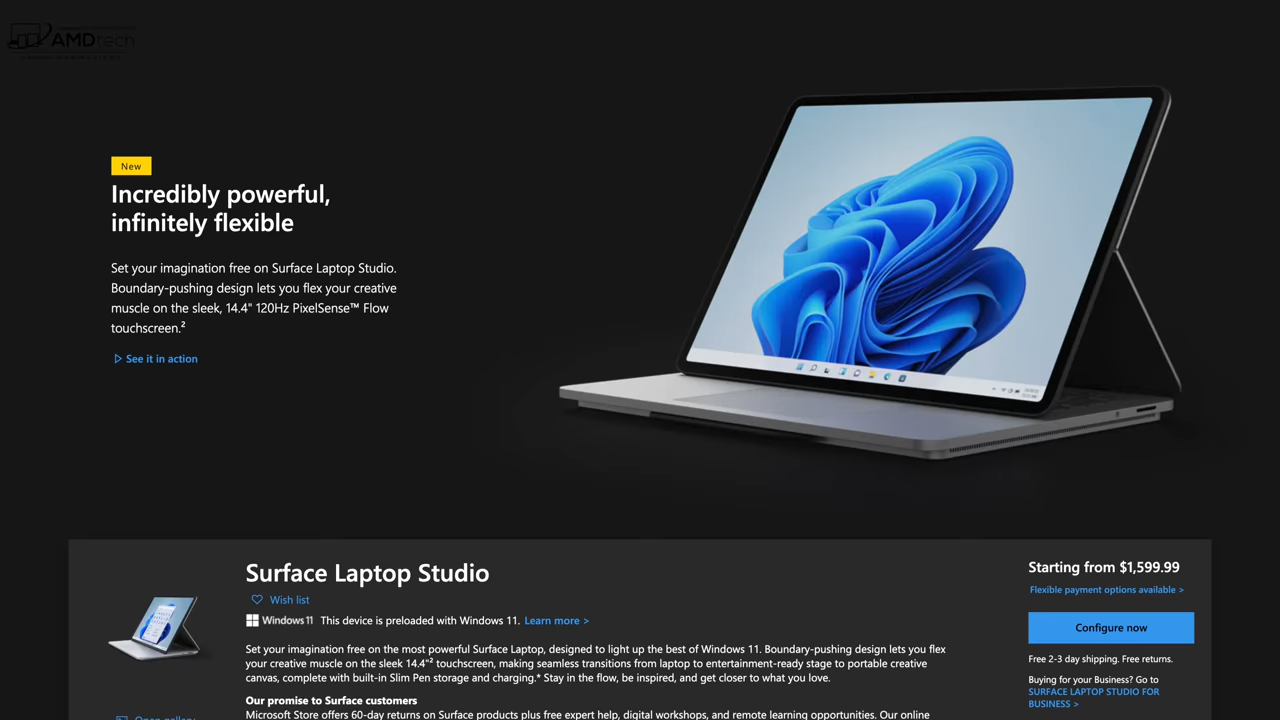 AMDtech
New
Incredibly powerful,
infinitely flexible
Set your imagination free on Surface Laptop Studio.
Boundary-pushing design lets you flex your creative
muscle on the sleek, 14.4" 120Hz PixelSense™ Flow
touchscreen.²
See it in action
Surface Laptop Studio
Wish list
Windows 11 This device is preloaded with Windows 11. Learn more >
Set your imagination free on the most powerful Surface Laptop, designed to light up the best of Windows 11. Boundary-pushing design lets you flex
your creative muscle on the sleek 14.4"² touchscreen, making seamless transitions from laptop to entertainment-ready stage to portable creative
canvas, complete with built-in Slim Pen storage and charging.* Stay in the flow, be inspired, and get closer to what you love.
Our promise to Surface customers
Microsoft Store offers 60-day returns on Surface products plus free expert help, digital workshops, and remote learning opportunities. Our online
Open gallery
Starting from $1,599.99
Flexible payment options available >
Configure now
Free 2-3 day shipping. Free returns.
Buying for your Business? Go to
SURFACE LAPTOP STUDIO FOR
BUSINESS >